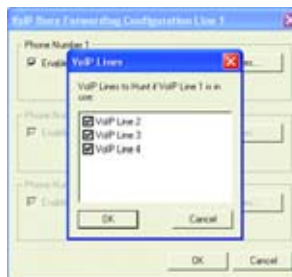 VoIP Busy Forwarding Configuration Line 1
Phone Number 1
VoIP Lines
VoIP Lines to Hunt if VoIP Line 1 is in
use:
VoIP Line 2
VoIP Line 3
VoIP Line 4
OK
Cancel
OK
Cancel